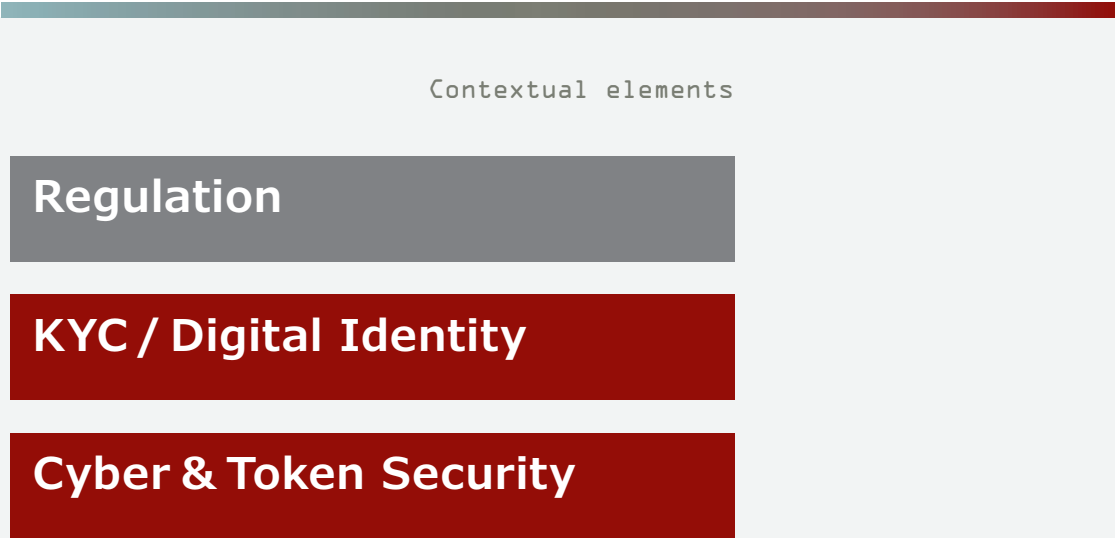 Contextual elements
Regulation
KYC / Digital Identity
Cyber & Token Security